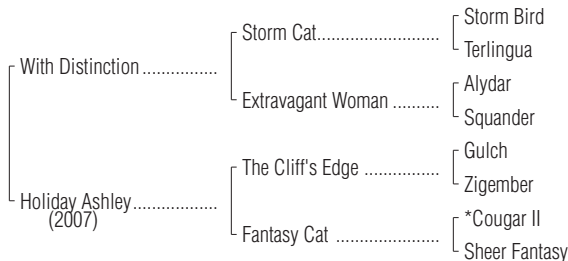 Storm Bird
Storm Cat..........................
Terlingua
With Distinction ................
Alydar
Extravagant Woman ..........
Squander
Gulch
The Cliff's Edge ................
Zigember
Holiday Ashley..................
(2007)
*Cougar II
Fantasy Cat ......................
Sheer Fantasy